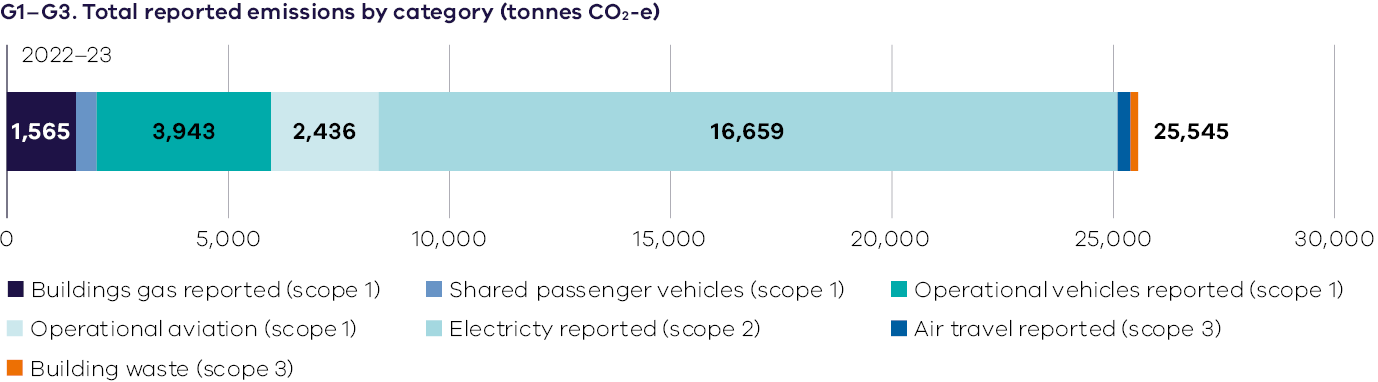 G1–G3. Total reported emissions by category (tonnes CO₂-e)
2022–23
1,565 3,943 2,436 16,659 25,545
0 5,000 10,000 15,000 20,000 25,000 30,000
Buildings gas reported (scope 1) Shared passenger vehicles (scope 1) Operational vehicles reported (scope 1)
Operational aviation (scope 1) Electricty reported (scope 2) Air travel reported (scope 3)
Building waste (scope 3)